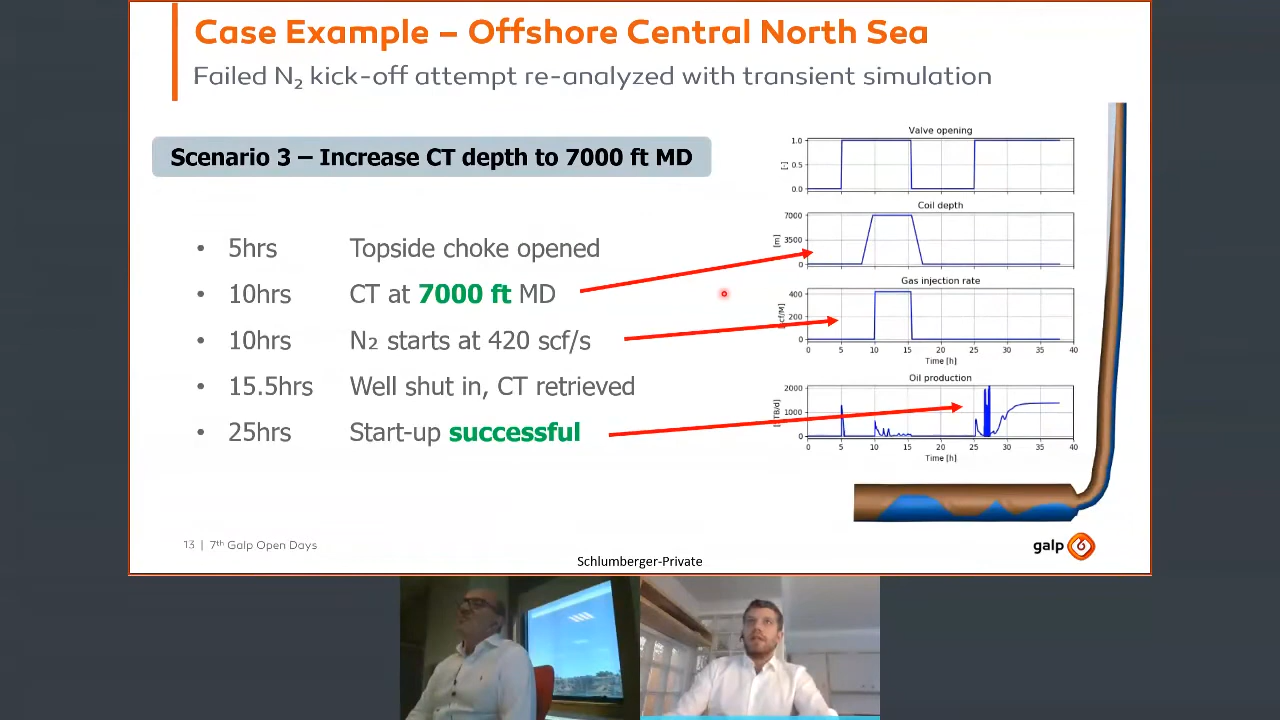 Case Example – Offshore Central North Sea
Failed N₂ kick-off attempt re-analyzed with transient simulation
Scenario 3 – Increase CT depth to 7000 ft MD
• 5hrs Topside choke opened
• 10hrs CT at 7000 ft MD
• 10hrs N₂ starts at 420 scf/s
• 15.5hrs Well shut in, CT retrieved
• 25hrs Start-up successful
Valve opening
1.0
0.5
0.0
[-]
Coil depth
7000
3500
0
[m]
Gas injection rate
400
200
0
0 5 10 15 20 25 30 35 40
Time [h]
Oil production
2000
1000
0
0 5 10 15 20 25 30 35 40
Time [h]
13 | 7th Galp Open Days
Schlumberger-Private
galp